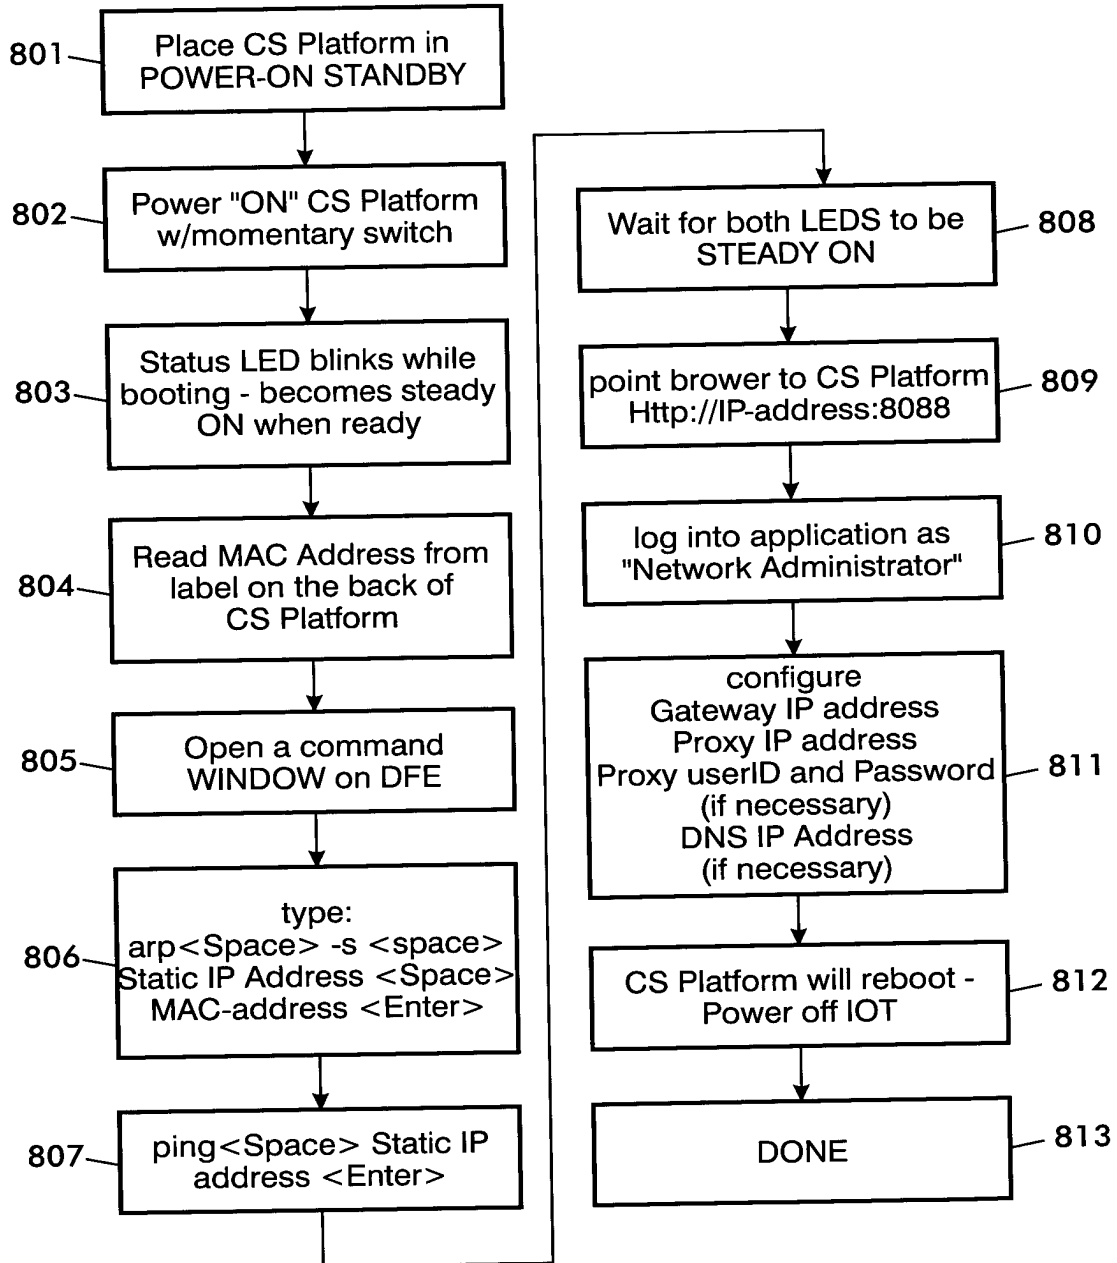 801
Place CS Platform in
POWER-ON STANDBY
802
Power "ON" CS Platform
w/momentary switch
803
Status LED blinks while
booting - becomes steady
ON when ready
804
Read MAC Address from
label on the back of
CS Platform
805
Open a command
WINDOW on DFE
806
type:
arp<Space> -s <space>
Static IP Address <Space>
MAC-address <Enter>
807
ping<Space> Static IP
address <Enter>
Wait for both LEDS to be
STEADY ON
808
point brower to CS Platform
Http://IP-address:8088
809
log into application as
"Network Administrator"
810
configure
Gateway IP address
Proxy IP address
Proxy userID and Password
(if necessary)
DNS IP Address
(if necessary)
811
CS Platform will reboot -
Power off IOT
812
DONE
813